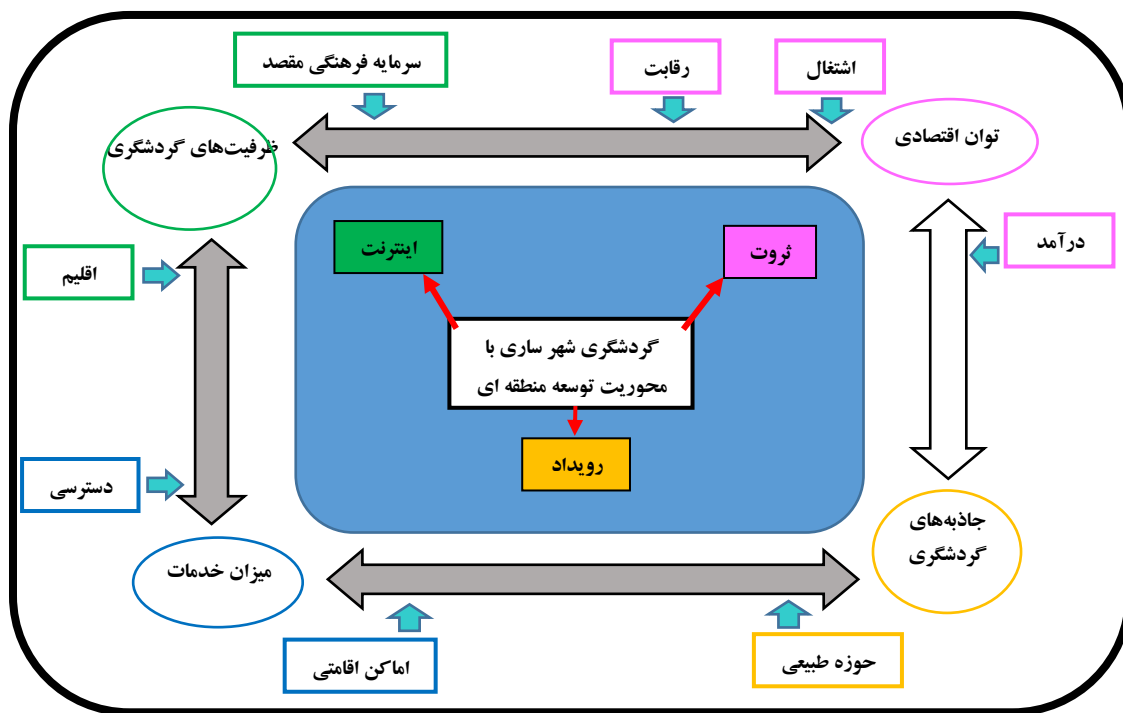 اشتغال
رقابت
سرمایه فرهنگی مقصد
توان اقتصادی
ظرفیت‌های گردشگری
درآمد
ثروت
اینترنت
اقلیم
گردشگری شهر ساری با
محوریت توسعه منطقه ای
رویداد
دسترسی
جاذبه‌های
گردشگری
میزان خدمات
حوزه طبیعی
اماکن اقامتی